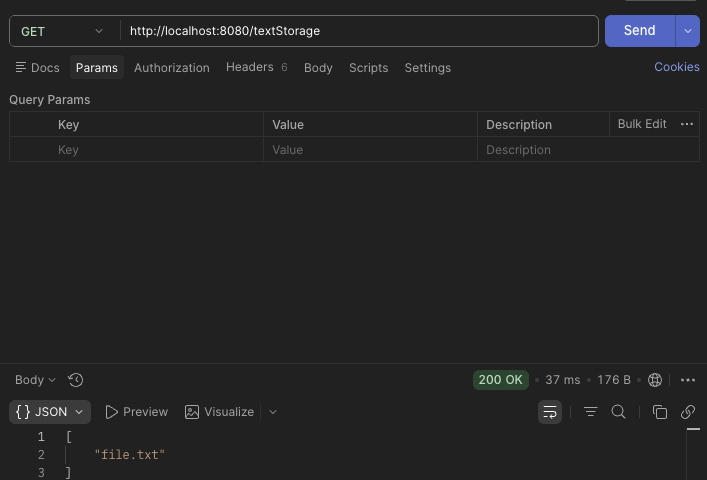 GET http://localhost:8080/textStorage Send
Docs Params Authorization Headers 6 Body Scripts Settings Cookies
Query Params
Key Value Description Bulk Edit ...
Key Value Description
Body 200 OK • 37 ms • 176 B • ...
{} JSON Preview Visualize
1 [
2 "file.txt"
3 ]